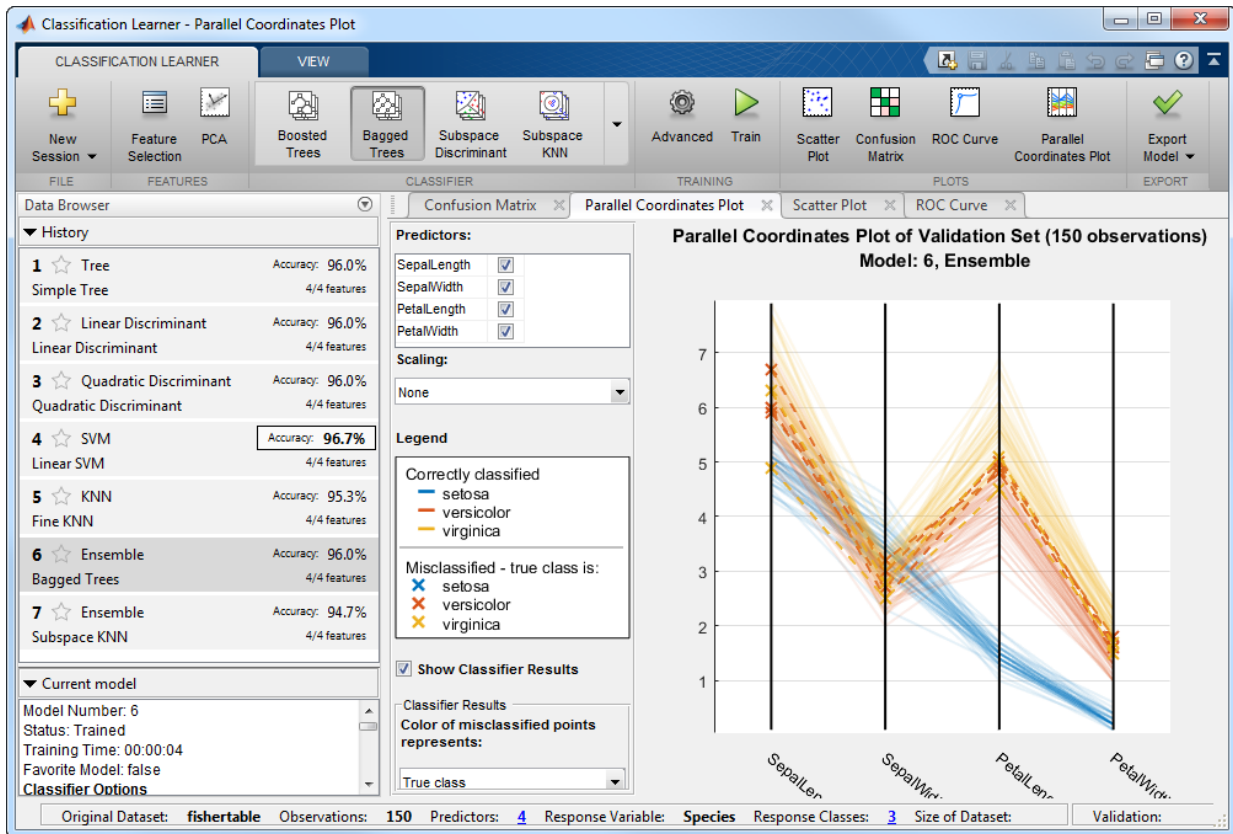 Classification Learner - Parallel Coordinates Plot
CLASSIFICATION LEARNER
VIEW
New Session
Feature Selection
PCA
Boosted Trees
Bagged Trees
Subspace Discriminant
Subspace KNN
Advanced
Train
Scatter Plot
Confusion Matrix
ROC Curve
Parallel Coordinates Plot
Export Model
FILE
FEATURES
CLASSIFIER
TRAINING
PLOTS
EXPORT
Data Browser
History
1 Tree Accuracy: 96.0%
Simple Tree 4/4 features
2 Linear Discriminant Accuracy: 96.0%
Linear Discriminant 4/4 features
3 Quadratic Discriminant Accuracy: 96.0%
Quadratic Discriminant 4/4 features
4 SVM Accuracy: 96.7%
Linear SVM 4/4 features
5 KNN Accuracy: 95.3%
Fine KNN 4/4 features
6 Ensemble Accuracy: 96.0%
Bagged Trees 4/4 features
7 Ensemble Accuracy: 94.7%
Subspace KNN 4/4 features
Current model
Model Number: 6
Status: Trained
Training Time: 00:00:04
Favorite Model: false
Classifier Options
Confusion Matrix
Parallel Coordinates Plot
Scatter Plot
ROC Curve
Predictors:
SepalLength
SepalWidth
PetalLength
PetalWidth
Scaling:
None
Legend
Correctly classified
setosa
versicolor
virginica
Misclassified - true class is:
setosa
versicolor
virginica
Show Classifier Results
Classifier Results
Color of misclassified points
represents:
True class
Parallel Coordinates Plot of Validation Set (150 observations)
Model: 6, Ensemble
7
6
5
4
3
2
1
SepalLen
SepalWidt
PetalLeng
PetalWidth
Original Dataset: fishertable Observations: 150 Predictors: 4 Response Variable: Species Response Classes: 3 Size of Dataset: Validation: